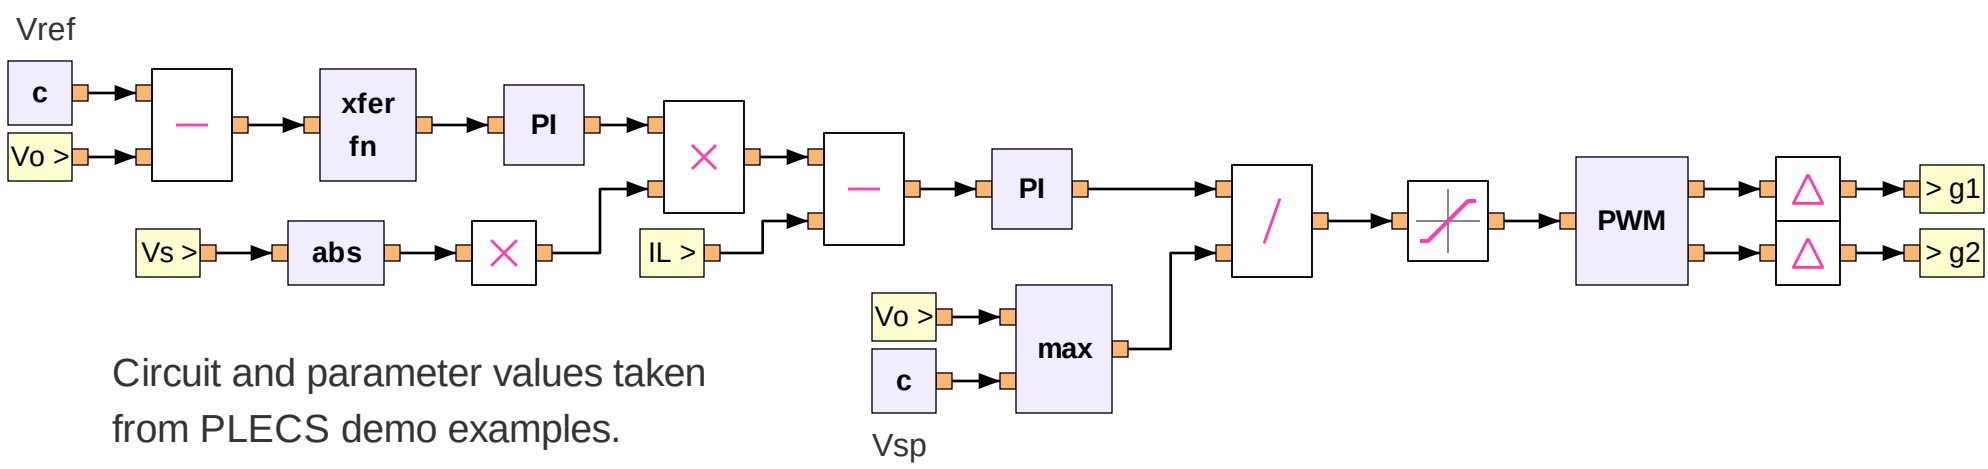 Vref
c
Vo >
xfer
fn
PI
Vs >
abs
IL >
PI
Vo >
c
max
Vsp
PWM
> g1
> g2
Circuit and parameter values taken
from PLECS demo examples.